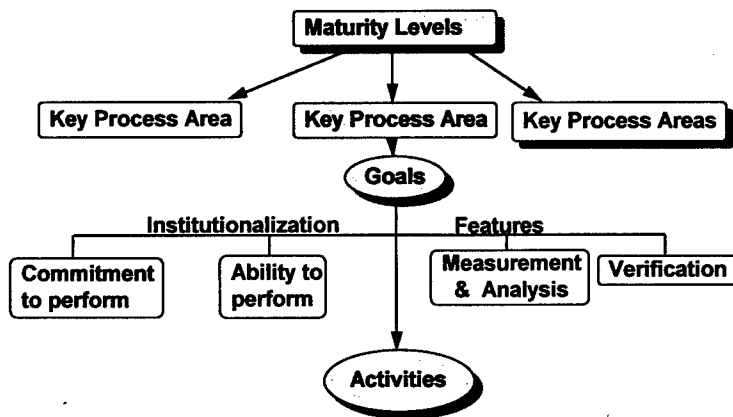 Maturity Levels
Key Process Area
Key Process Area
Key Process Areas
Goals
Institutionalization
Features
Commitment
to perform
Ability to
perform
Measurement
& Analysis
Verification
Activities